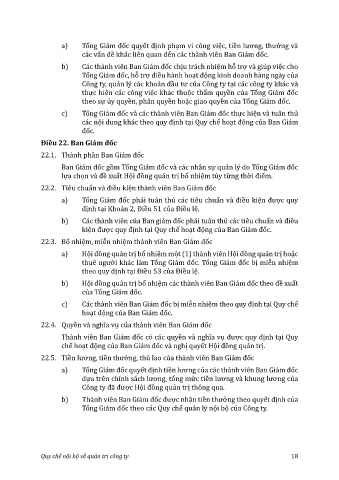 a) Tổng Giám đốc quyết định phạm vi công việc, tiền lương, thưởng và
các vấn đề khác liên quan đến các thành viên Ban Giám đốc.
b) Các thành viên Ban Giám đốc chịu trách nhiệm hỗ trợ và giúp việc cho
Tổng Giám đốc, hỗ trợ điều hành hoạt động kinh doanh hàng ngày của
Công ty, quản lý các khoản đầu tư của Công ty tại các công ty khác và
thực hiện các công việc khác thuộc thẩm quyền của Tổng Giám đốc
theo sự ủy quyền, phân quyền hoặc giao quyền của Tổng Giám đốc.
c) Tổng Giám đốc và các thành viên Ban Giám đốc thực hiện và tuân thủ
các nội dung khác theo quy định tại Quy chế hoạt động của Ban Giám
đốc.
Điều 22. Ban Giám đốc
22.1. Thành phần Ban Giám đốc
Ban Giám đốc gồm Tổng Giám đốc và các nhân sự quản lý do Tổng Giám đốc
lựa chọn và đề xuất Hội đồng quản trị bổ nhiệm tùy từng thời điểm.
22.2. Tiêu chuẩn và điều kiện thành viên Ban Giám đốc
a) Tổng Giám đốc phải tuân thủ các tiêu chuẩn và điều kiện được quy
định tại Khoản 2, Điều 51 của Điều lệ.
b) Các thành viên của Ban giám đốc phải tuân thủ các tiêu chuẩn và điều
kiện được quy định tại Quy chế hoạt động của Ban Giám đốc.
22.3. Bổ nhiệm, miễn nhiệm thành viên Ban Giám đốc
a) Hội đồng quản trị bổ nhiệm một (1) thành viên Hội đồng quản trị hoặc
thuê người khác làm Tổng Giám đốc. Tổng Giám đốc bị miễn nhiệm
theo quy định tại Điều 53 của Điều lệ.
b) Hội đồng quản trị bổ nhiệm các thành viên Ban Giám đốc theo đề xuất
của Tổng Giám đốc.
c) Các thành viên Ban Giám đốc bị miễn nhiệm theo quy định tại Quy chế
hoạt động của Ban Giám đốc.
22.4. Quyền và nghĩa vụ của thành viên Ban Giám đốc
Thành viên Ban Giám đốc có các quyền và nghĩa vụ được quy định tại Quy
chế hoạt động của Ban Giám đốc và nghị quyết Hội đồng quản trị.
22.5. Tiền lương, tiền thưởng, thù lao của thành viên Ban Giám đốc
a) Tổng Giám đốc quyết định tiền lương của các thành viên Ban Giám đốc
dựa trên chính sách lương, tổng mức tiền lương và khung lương của
Công ty đã được Hội đồng quản trị thông qua.
b) Thành viên Ban Giám đốc được nhận tiền thưởng theo quyết định của
Tổng Giám đốc theo các Quy chế quản lý nội bộ của Công ty.
Quy chế nội bộ về quản trị công ty 18